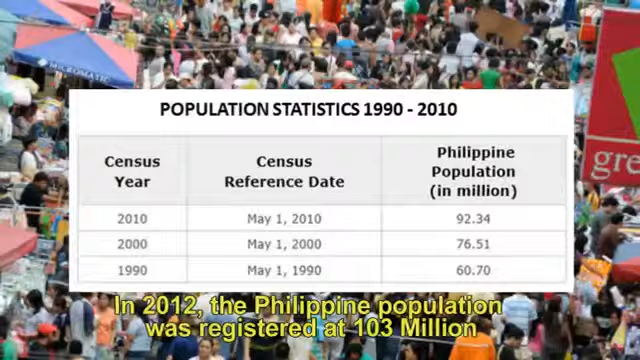 MICROMATIC
POPULATION STATISTICS 1990 - 2010
Census Year
Census Reference Date
Philippine Population (in million)
2010 May 1, 2010 92.34
2000 May 1, 2000 76.51
1990 May 1, 1990 60.70
gre
In 2012, the Philippine population
was registered at 103 Million